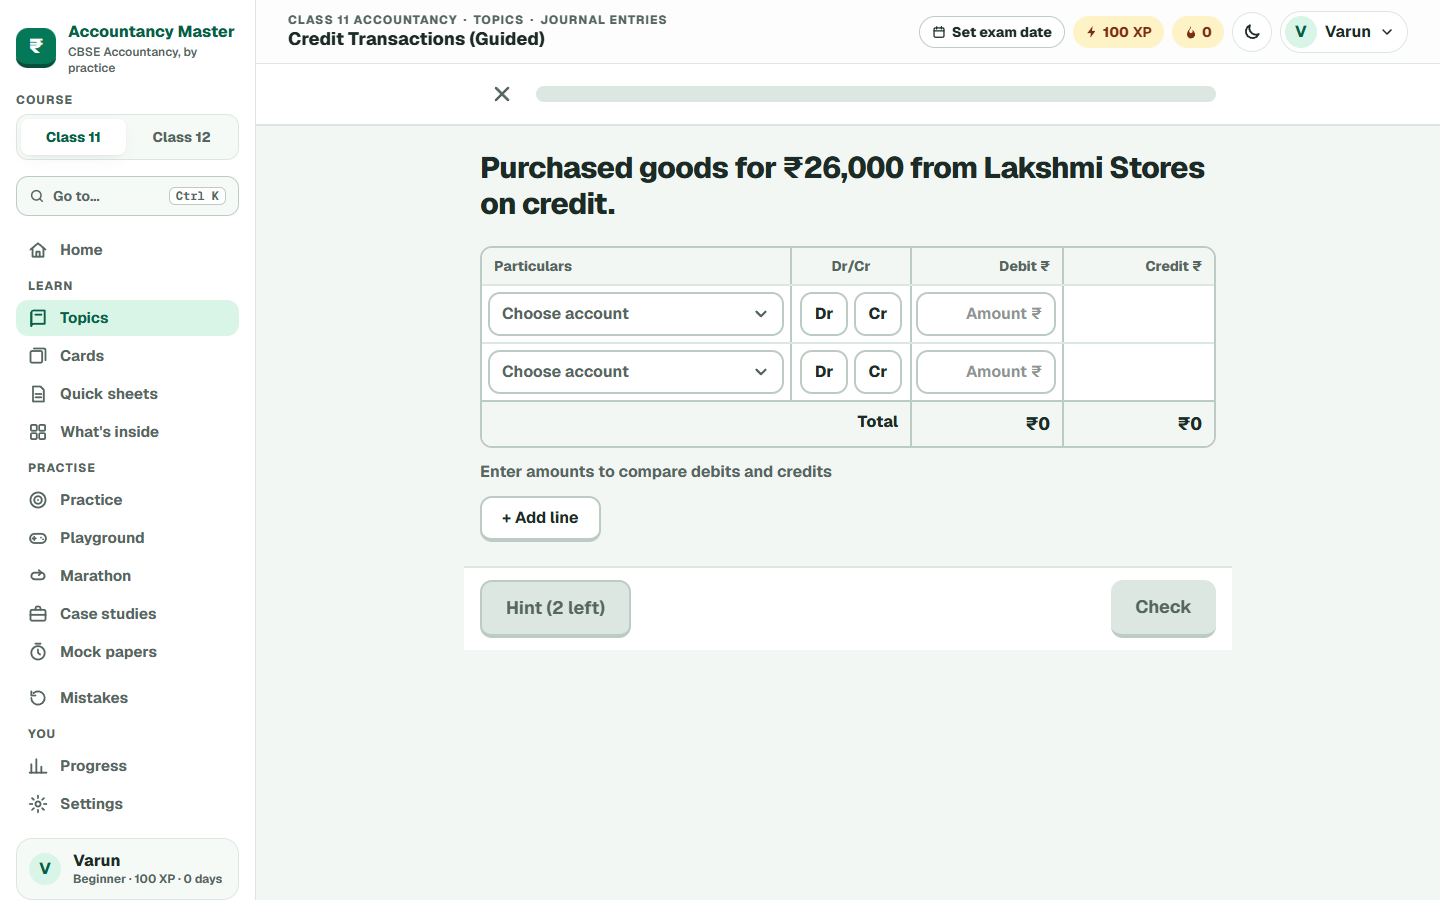 ₹
Accountancy Master
CBSE Accountancy, by
practice
COURSE
Class 11
Class 12
Go to...
Ctrl K
Home
LEARN
Topics
Cards
Quick sheets
What's inside
PRACTISE
Practice
Playground
Marathon
Case studies
Mock papers
Mistakes
YOU
Progress
Settings
V
Varun
Beginner · 100 XP · 0 days
CLASS 11 ACCOUNTANCY · TOPICS · JOURNAL ENTRIES
Credit Transactions (Guided)
Set exam date
100 XP
0
V
Varun
Purchased goods for ₹26,000 from Lakshmi Stores
on credit.
Particulars
Dr/Cr
Debit ₹
Credit ₹
Choose account
Dr
Cr
Amount ₹
Choose account
Dr
Cr
Amount ₹
Total
₹0
₹0
Enter amounts to compare debits and credits
+ Add line
Hint (2 left)
Check